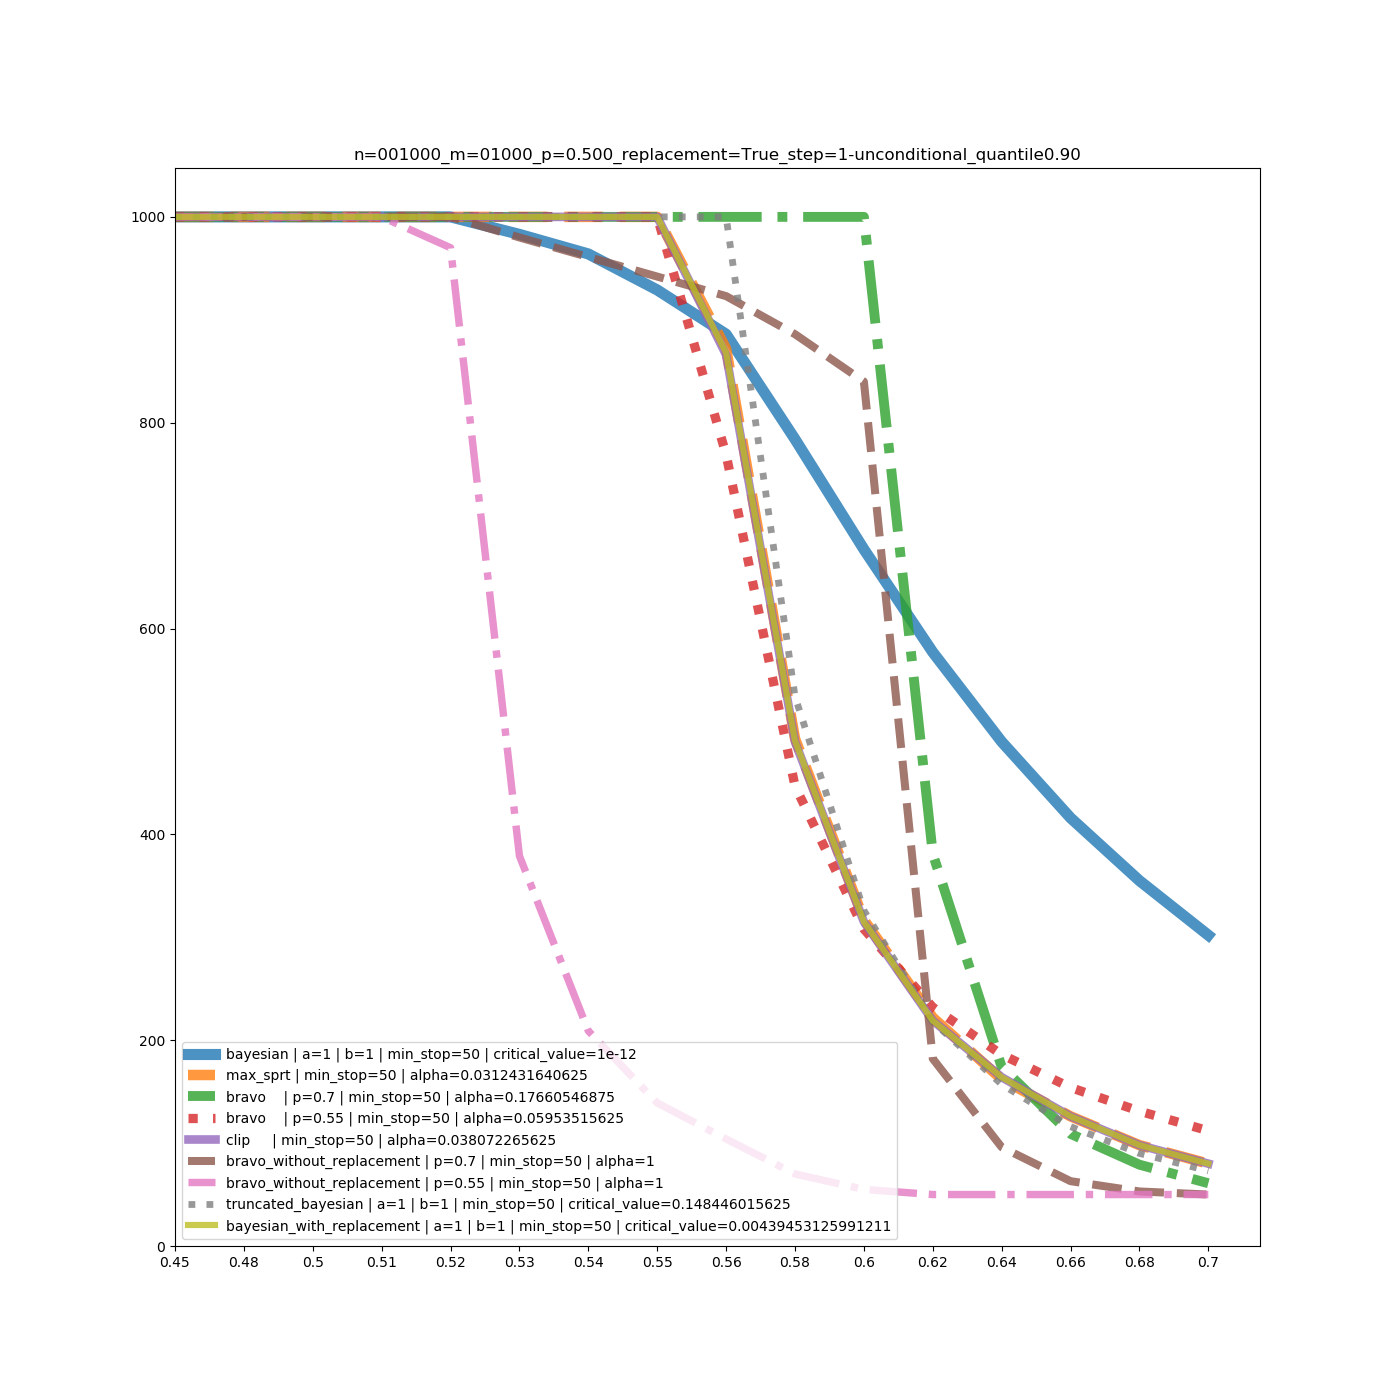 n=001000_m=01000_p=0.500_replacement=True_step=1-unconditional_quantile0.90
1000
800
600
400
200
0
bayesian | a=1 | b=1 | min_stop=50 | critical_value=1e-12
max_sprt | min_stop=50 | alpha=0.0312431640625
bravo | p=0.7 | min_stop=50 | alpha=0.17660546875
bravo | p=0.55 | min_stop=50 | alpha=0.05953515625
clip | min_stop=50 | alpha=0.038072265625
bravo_without_replacement | p=0.7 | min_stop=50 | alpha=1
bravo_without_replacement | p=0.55 | min_stop=50 | alpha=1
truncated_bayesian | a=1 | b=1 | min_stop=50 | critical_value=0.148446015625
bayesian_with_replacement | a=1 | b=1 | min_stop=50 | critical_value=0.00439453125991211
0.45 0.48 0.5 0.51 0.52 0.53 0.54 0.55 0.56 0.58 0.6 0.62 0.64 0.66 0.68 0.7